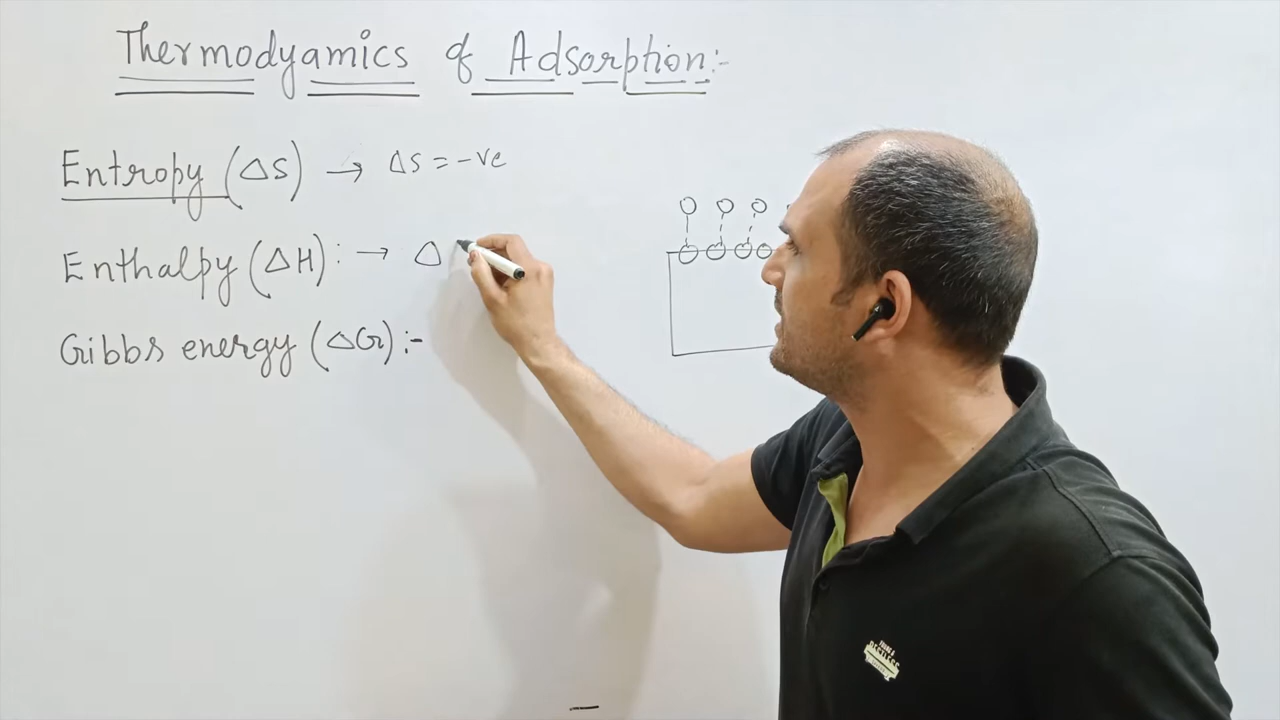 Thermodyamics of Adsorption:-
Entropy (ΔS) → ΔS = -ve
Enthalpy (ΔH): → Δ
Gibbs energy (ΔG):-